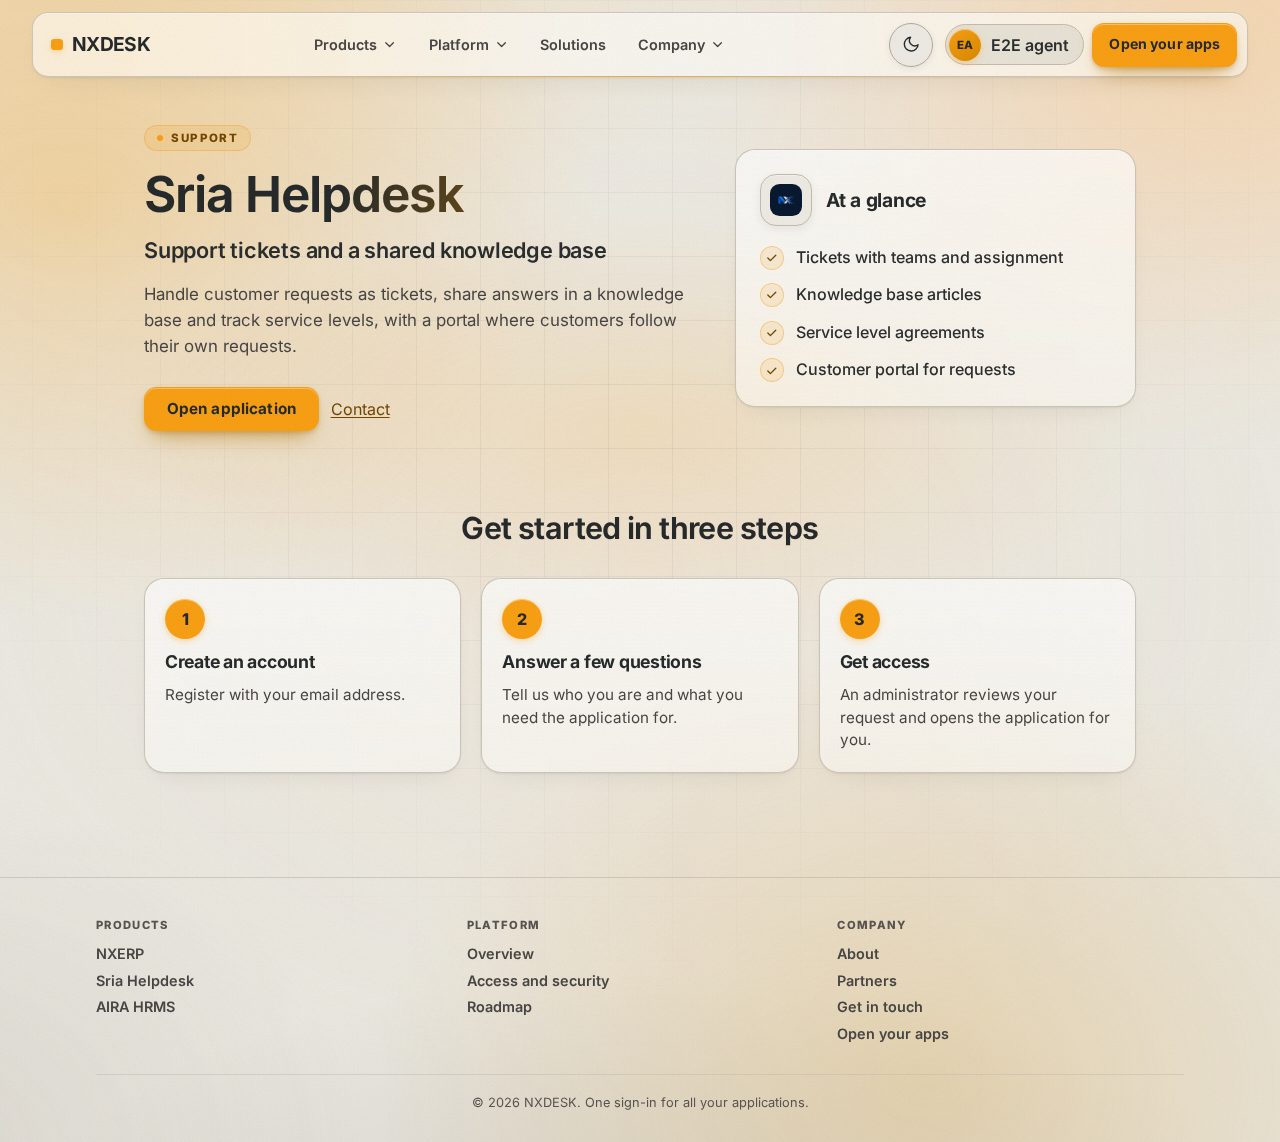 NXDESK
Products
Platform
Solutions
Company
EA
E2E agent
Open your apps
SUPPORT
Sria Helpdesk
Support tickets and a shared knowledge base
Handle customer requests as tickets, share answers in a knowledge
base and track service levels, with a portal where customers follow
their own requests.
Open application
Contact
NX
At a glance
Tickets with teams and assignment
Knowledge base articles
Service level agreements
Customer portal for requests
Get started in three steps
1
Create an account
Register with your email address.
2
Answer a few questions
Tell us who you are and what you
need the application for.
3
Get access
An administrator reviews your
request and opens the application for
you.
PRODUCTS
NXERP
Sria Helpdesk
AIRA HRMS
PLATFORM
Overview
Access and security
Roadmap
COMPANY
About
Partners
Get in touch
Open your apps
© 2026 NXDESK. One sign-in for all your applications.